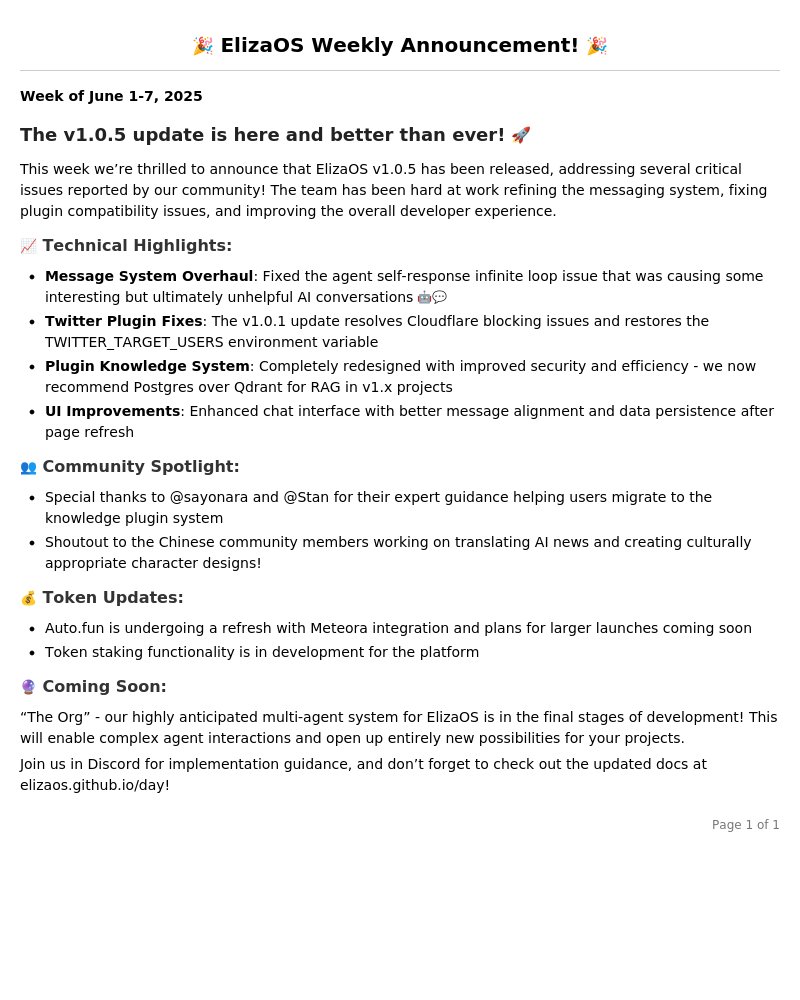 🎉 ElizaOS Weekly Announcement! 🎉
Week of June 1-7, 2025
The v1.0.5 update is here and better than ever! 🚀
This week we’re thrilled to announce that ElizaOS v1.0.5 has been released, addressing several critical
issues reported by our community! The team has been hard at work refining the messaging system, fixing
plugin compatibility issues, and improving the overall developer experience.
📈 Technical Highlights:
• Message System Overhaul: Fixed the agent self-response infinite loop issue that was causing some
interesting but ultimately unhelpful AI conversations 🤖💬
• Twitter Plugin Fixes: The v1.0.1 update resolves Cloudflare blocking issues and restores the
TWITTER_TARGET_USERS environment variable
• Plugin Knowledge System: Completely redesigned with improved security and efficiency - we now
recommend Postgres over Qdrant for RAG in v1.x projects
• UI Improvements: Enhanced chat interface with better message alignment and data persistence after
page refresh
👥 Community Spotlight:
• Special thanks to @sayonara and @Stan for their expert guidance helping users migrate to the
knowledge plugin system
• Shoutout to the Chinese community members working on translating AI news and creating culturally
appropriate character designs!
💰 Token Updates:
• Auto.fun is undergoing a refresh with Meteora integration and plans for larger launches coming soon
• Token staking functionality is in development for the platform
🔮 Coming Soon:
“The Org” - our highly anticipated multi-agent system for ElizaOS is in the final stages of development! This
will enable complex agent interactions and open up entirely new possibilities for your projects.
Join us in Discord for implementation guidance, and don’t forget to check out the updated docs at
elizaos.github.io/day!
Page 1 of 1